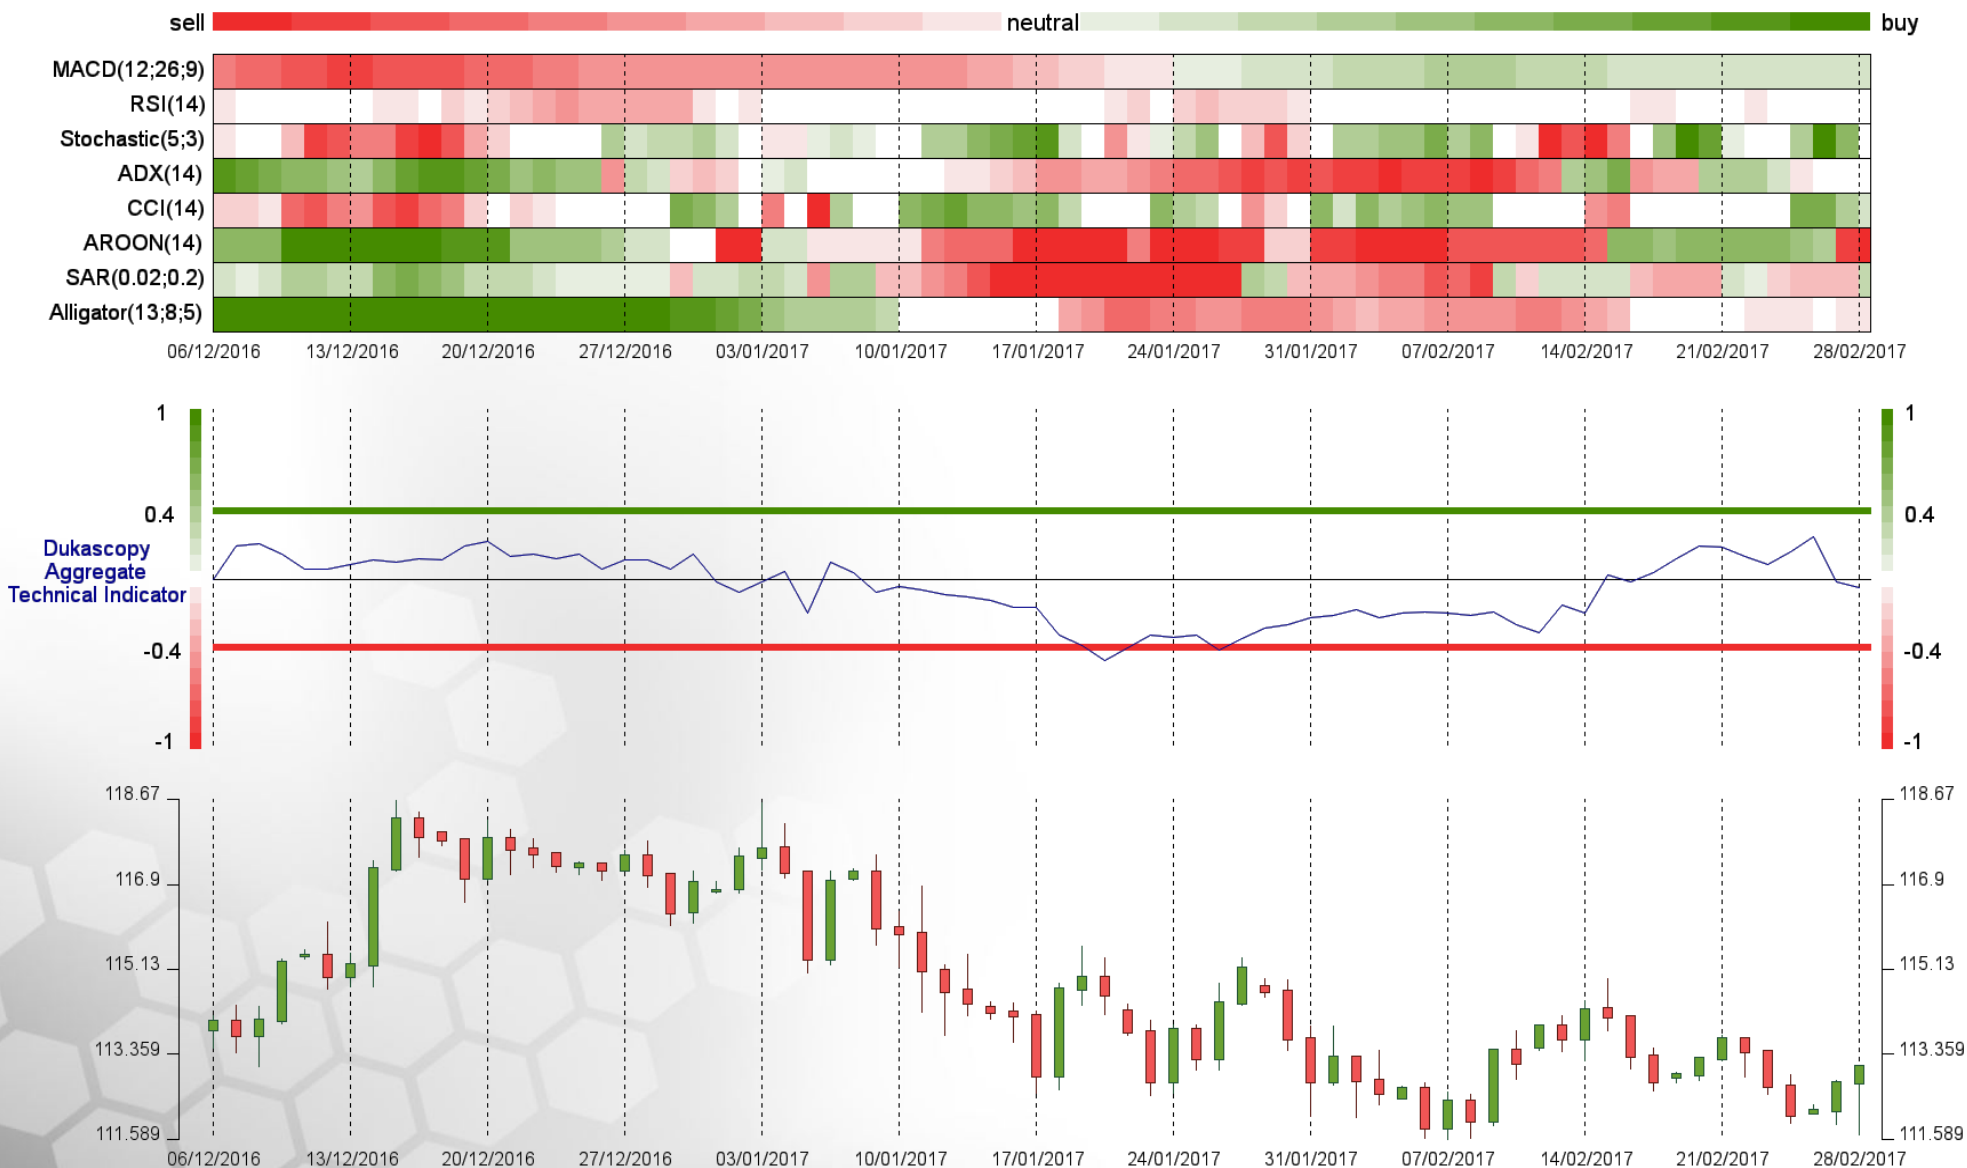 sell neutral buy
MACD(12;26;9)
RSI(14)
Stochastic(5;3)
ADX(14)
CCI(14)
AROON(14)
SAR(0.02;0.2)
Alligator(13;8;5)
06/12/2016 13/12/2016 20/12/2016 27/12/2016 03/01/2017 10/01/2017 17/01/2017 24/01/2017 31/01/2017 07/02/2017 14/02/2017 21/02/2017 28/02/2017
1 1
0.4 0.4
Dukascopy
Aggregate
Technical Indicator
-0.4 -0.4
-1 -1
118.67 118.67
116.9 116.9
115.13 115.13
113.359 113.359
111.589 111.589
06/12/2016 13/12/2016 20/12/2016 27/12/2016 03/01/2017 10/01/2017 17/01/2017 24/01/2017 31/01/2017 07/02/2017 14/02/2017 21/02/2017 28/02/2017